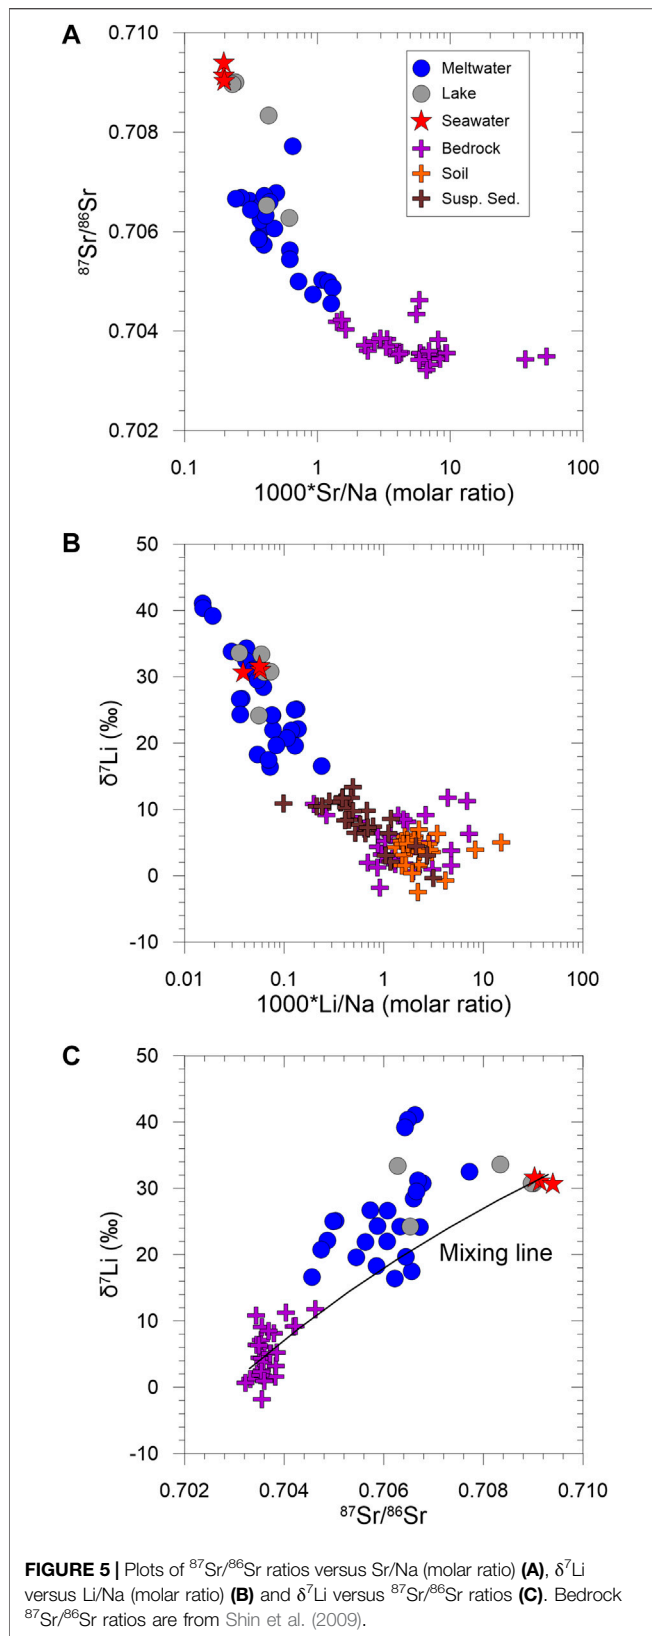 A
0.710
0.708
0.706
0.704
0.702
⁸⁷Sr/⁸⁶Sr
Meltwater
Lake
Seawater
Bedrock
Soil
Susp. Sed.
0.1 1 10 100
1000*Sr/Na (molar ratio)
B
50
40
30
20
10
0
-10
δ⁷Li (‰)
0.01 0.1 1 10 100
1000*Li/Na (molar ratio)
C
50
40
30
20
10
0
-10
δ⁷Li (‰)
Mixing line
0.702 0.704 0.706 0.708 0.710
⁸⁷Sr/⁸⁶Sr
FIGURE 5 | Plots of ⁸⁷Sr/⁸⁶Sr ratios versus Sr/Na (molar ratio) (A), δ⁷Li
versus Li/Na (molar ratio) (B) and δ⁷Li versus ⁸⁷Sr/⁸⁶Sr ratios (C). Bedrock
⁸⁷Sr/⁸⁶Sr ratios are from Shin et al. (2009).